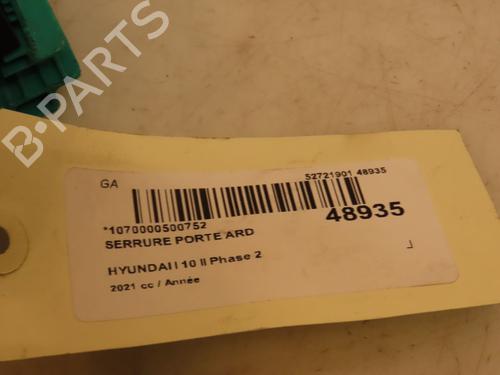 B-PARTS
GA
52721901 48935
*1070000500752
48935
SERRURE PORTE ARD
HYUNDAI I 10 II Phase 2
2021 cc / Année